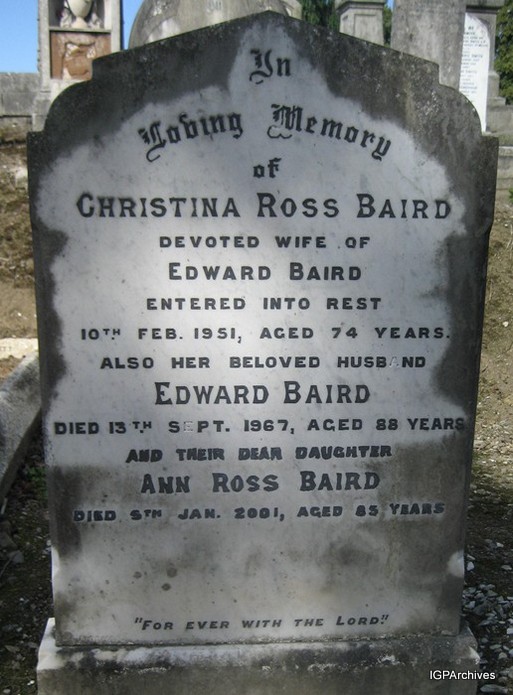 In
Loving Memory
of
CHRISTINA ROSS BAIRD
DEVOTED WIFE OF
EDWARD BAIRD
ENTERED INTO REST
10TH FEB. 1951, AGED 74 YEARS.
ALSO HER BELOVED HUSBAND
EDWARD BAIRD
DIED 13TH SEPT. 1967, AGED 88 YEARS
AND THEIR DEAR DAUGHTER
ANN ROSS BAIRD
DIED 5TH JAN. 2001, AGED 85 YEARS
"FOR EVER WITH THE LORD."
IGPArchives